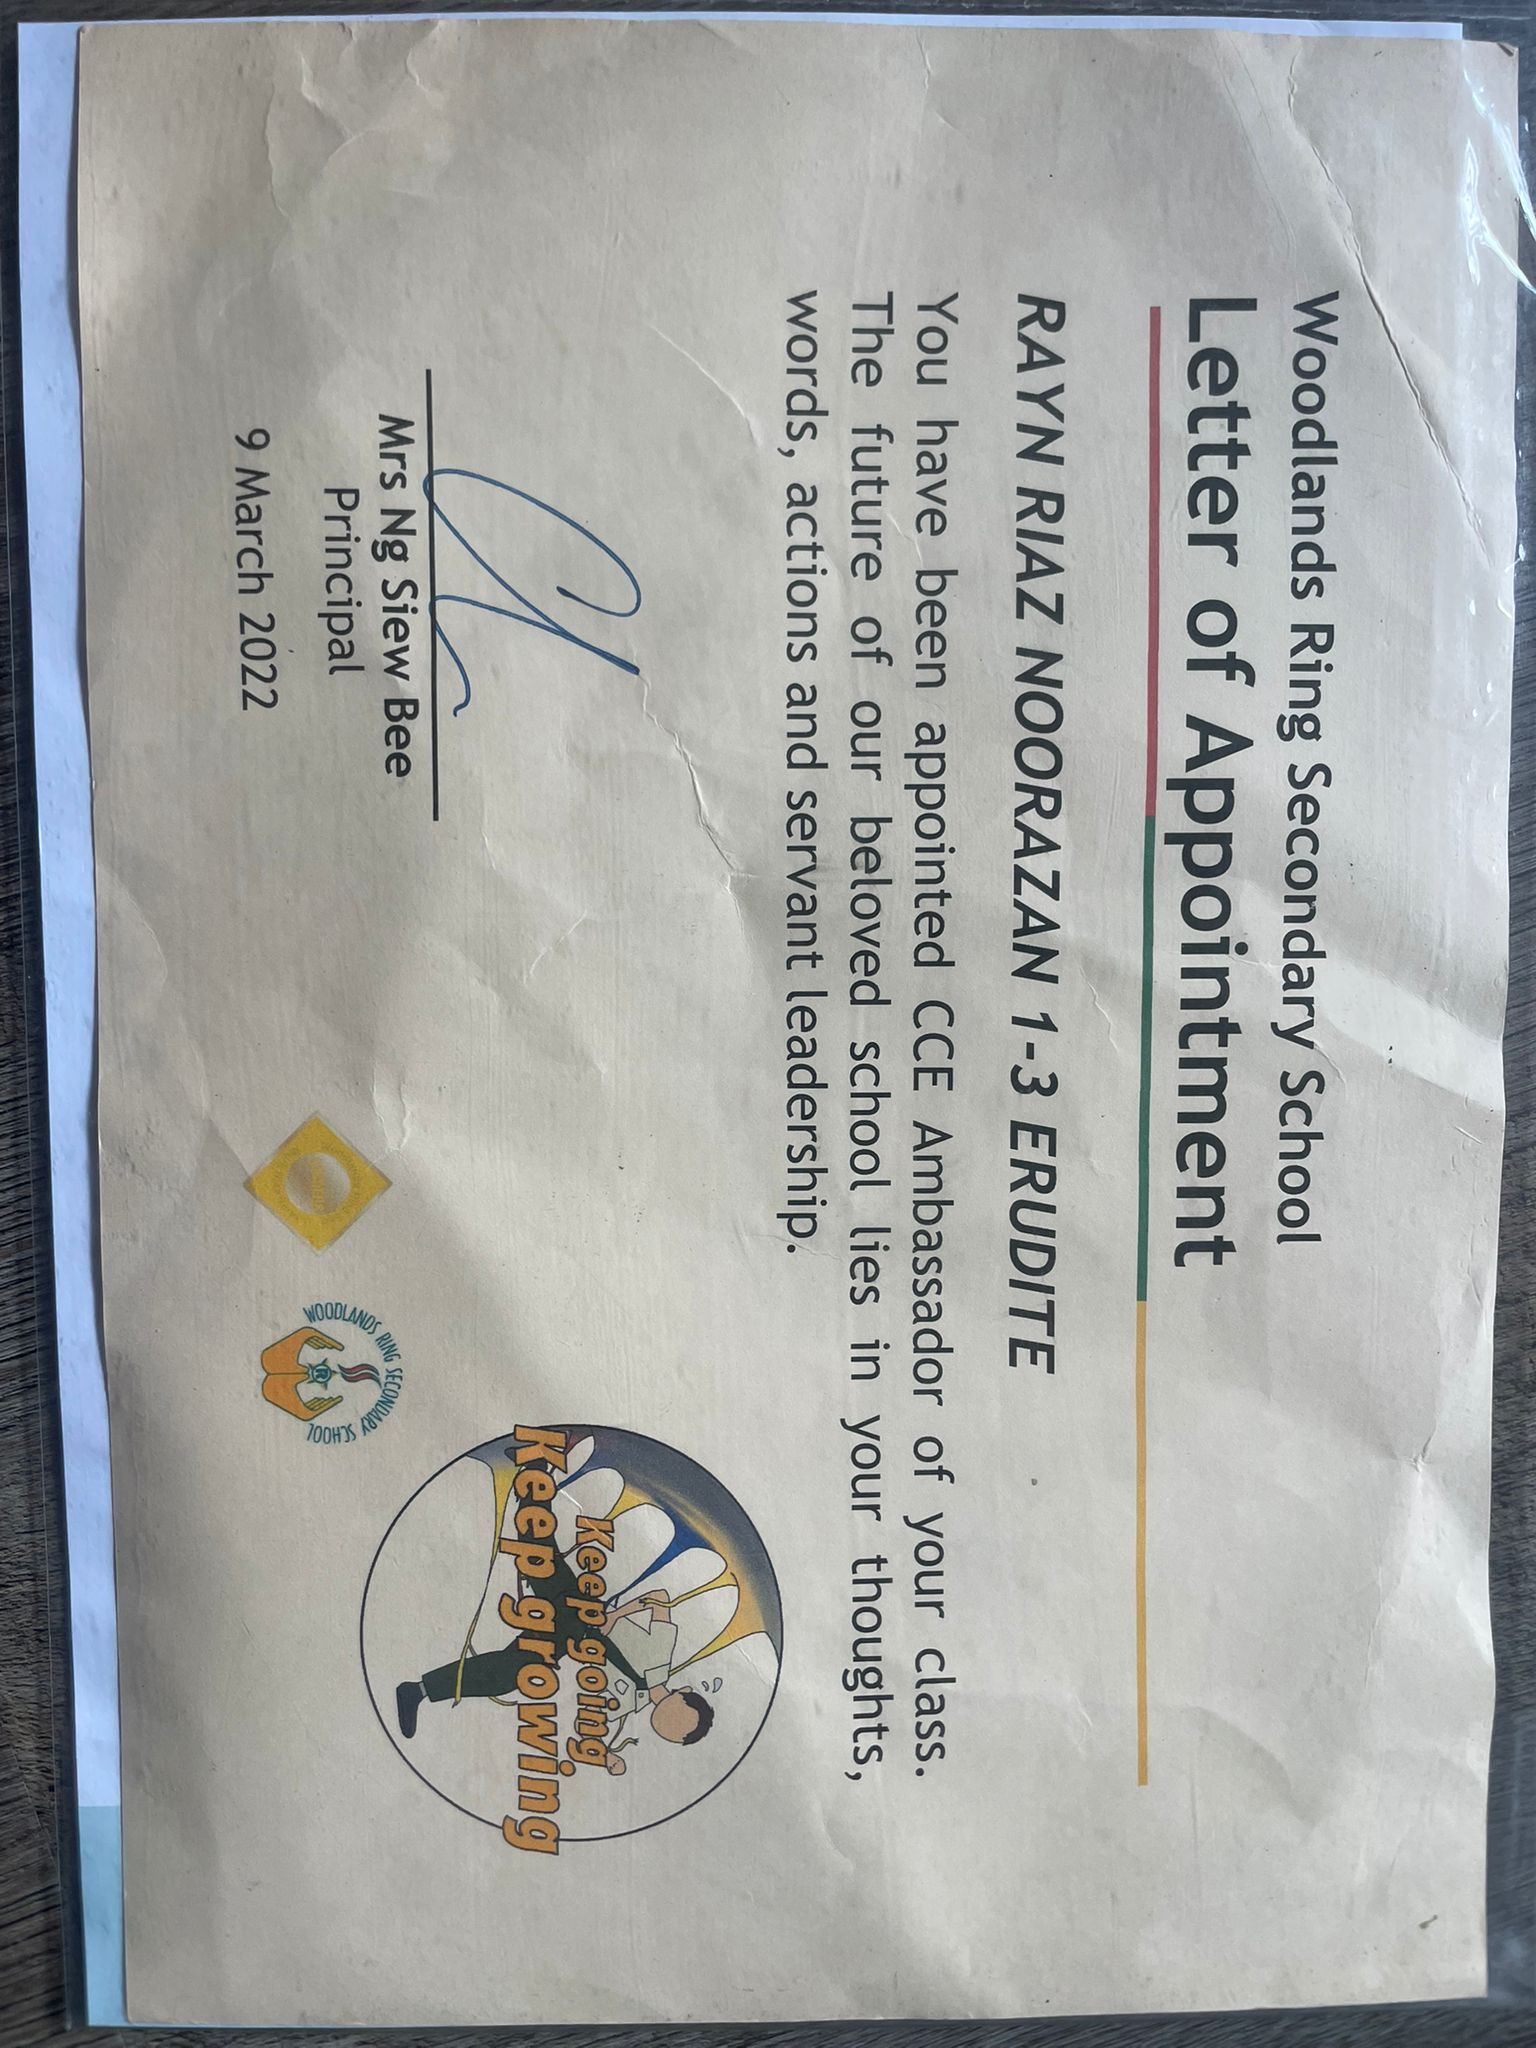 Woodlands Ring Secondary School
Letter of Appointment
RAYN RIAZ NOORAZAN 1-3 ERUDITE
You have been appointed CCE Ambassador of your class.
The future of our beloved school lies in your thoughts,
words, actions and servant leadership.
Mrs Ng Siew Bee
Principal
9 March 2022
WOODLANDS RING SECONDARY SCHOOL
R
Keep going
Keep growing